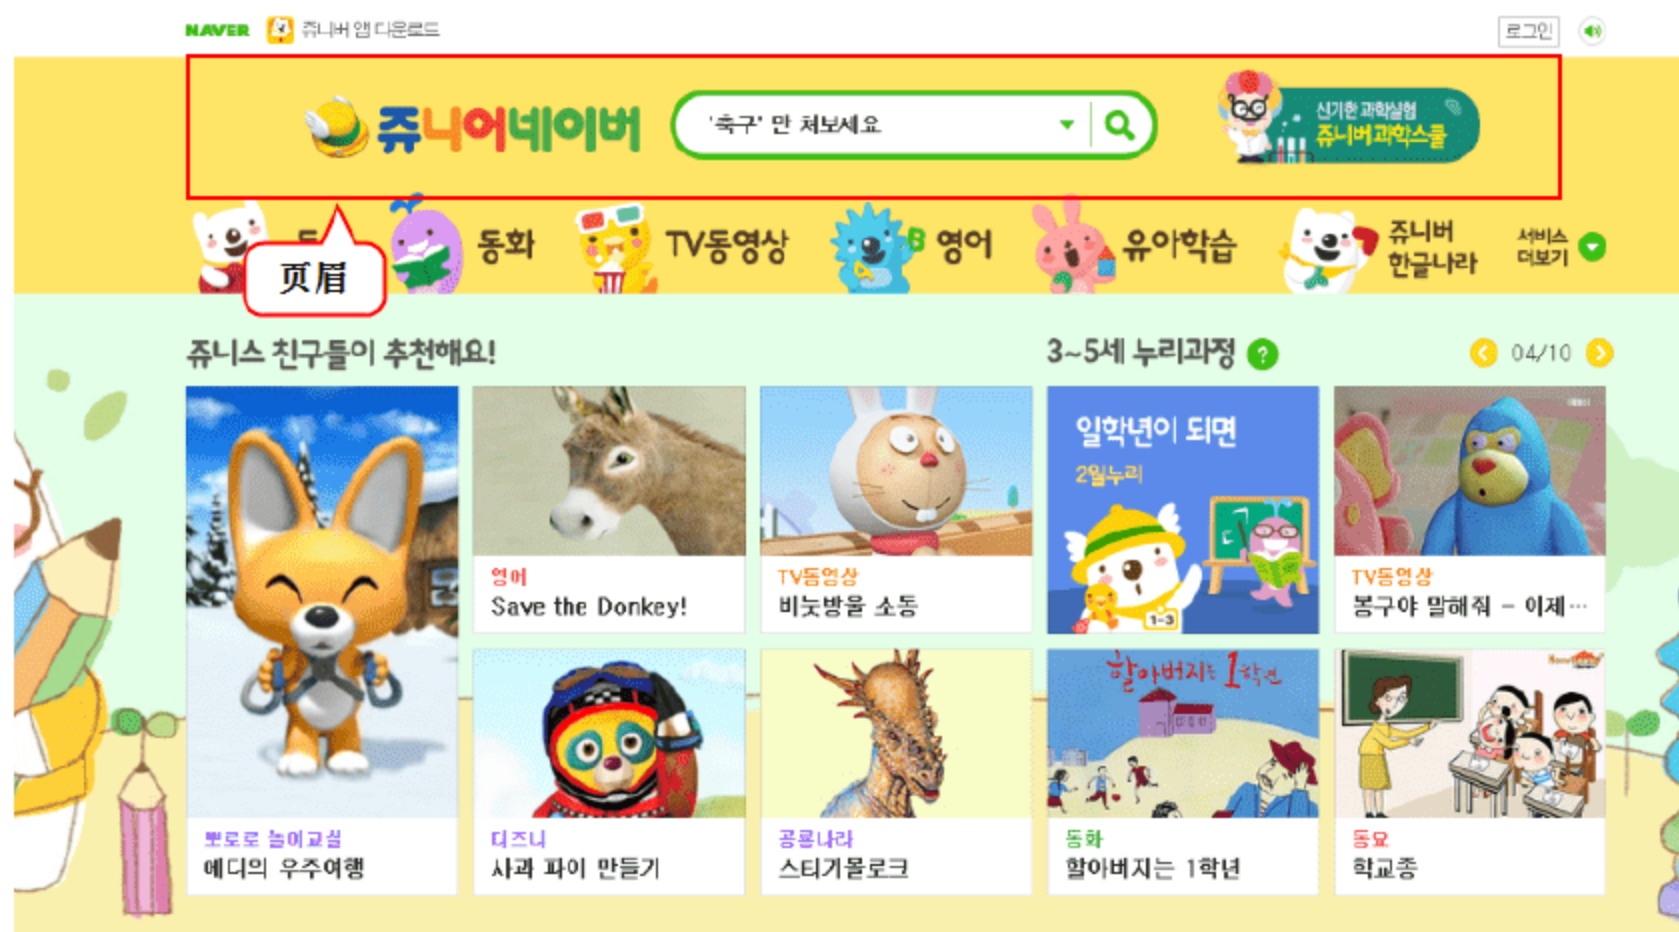 NAVER 쥬니버 앱 다운로드 로그인
쥬니어네이버
'축구' 만 쳐보세요
신기한 과학실험
쥬니버과학스쿨
동화
TV동영상
영어
유아학습
쥬니버
한글나라
서비스
더보기
页眉
쥬니스 친구들이 추천해요!
3~5세 누리과정 ?
04/10
일학년이 되면
2월누리
1-3
영어
Save the Donkey!
TV동영상
비눗방울 소동
TV동영상
봉구야 말해줘 - 이제…
할아버지는 1학년
뽀로로 놀이교실
에디의 우주여행
디즈니
사과 파이 만들기
공룡나라
스티기몰로크
동화
할아버지는 1학년
동요
학교종